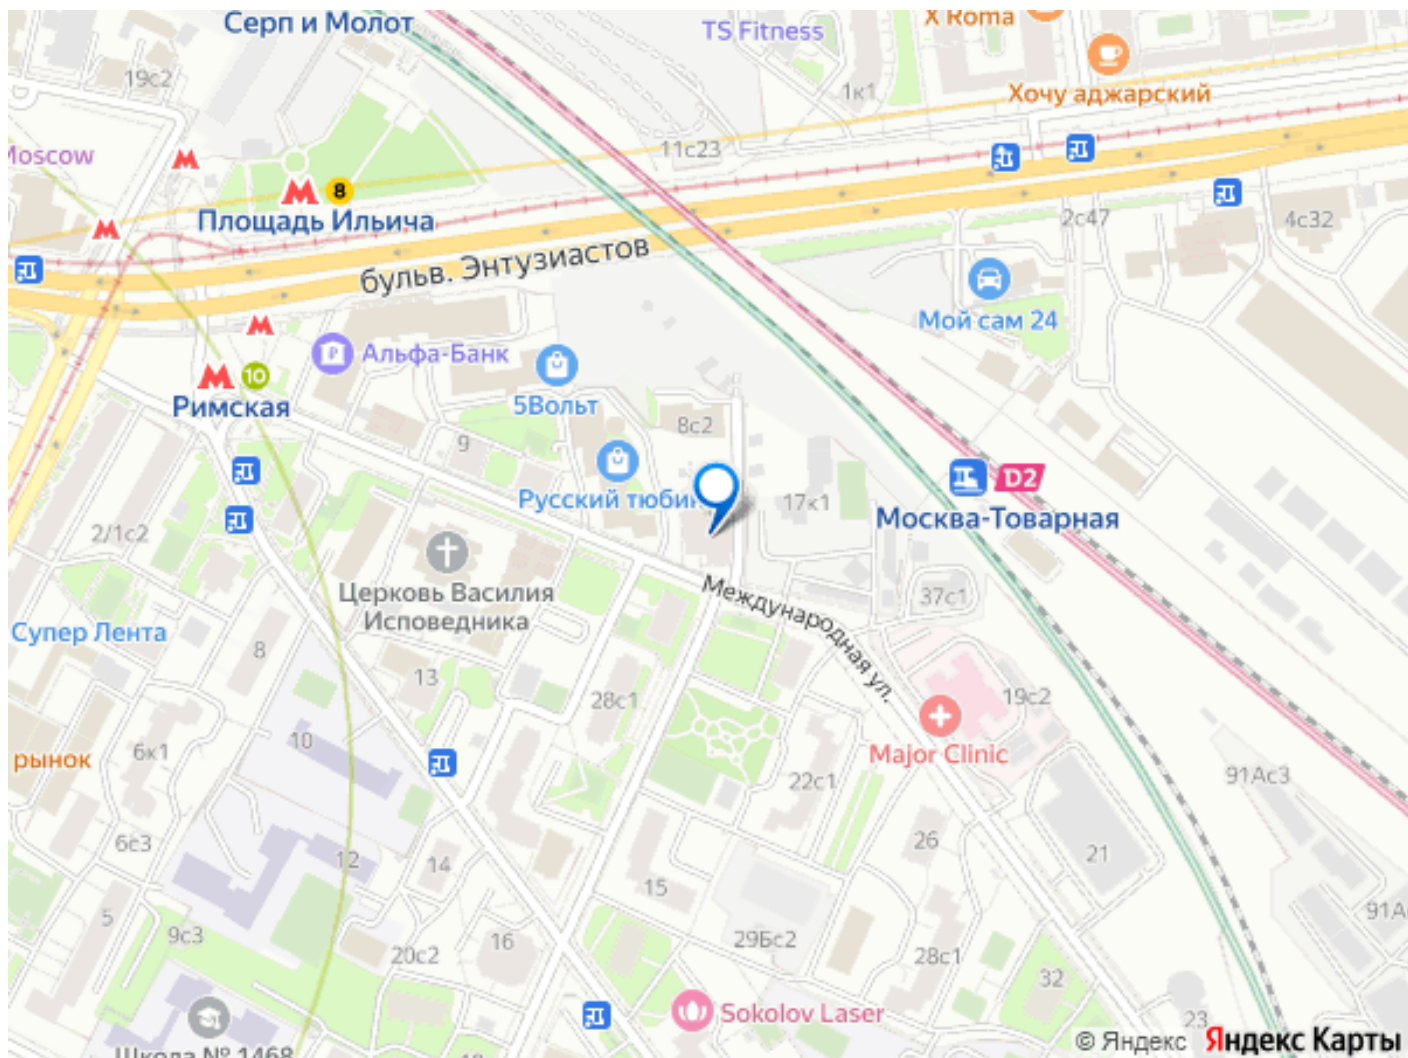 Серп и Молот
TS Fitness
X Roma
19с2
1к1
Хочу аджарский
Moscow
11с23
8
Площадь Ильича
2с47
4с32
бульв. Энтузиастов
Мой сам 24
Альфа-Банк
10
Римская
5Вольт
8с2
9
D2
Русский тюбин
17к1
Москва-Товарная
2/1с2
Церковь Василия
Исповедника
Международная ул.
37с1
Супер Лента
8
13
28с1
19с2
10
6к1
рынок
Major Clinic
22с1
91Ас3
6с3
12
14
26
21
15
5
9с3
20с2
16
29Бс2
28с1
32
91А
Sokolov Laser
23
Школа № 1468
12
© Яндекс Яндекс Карты